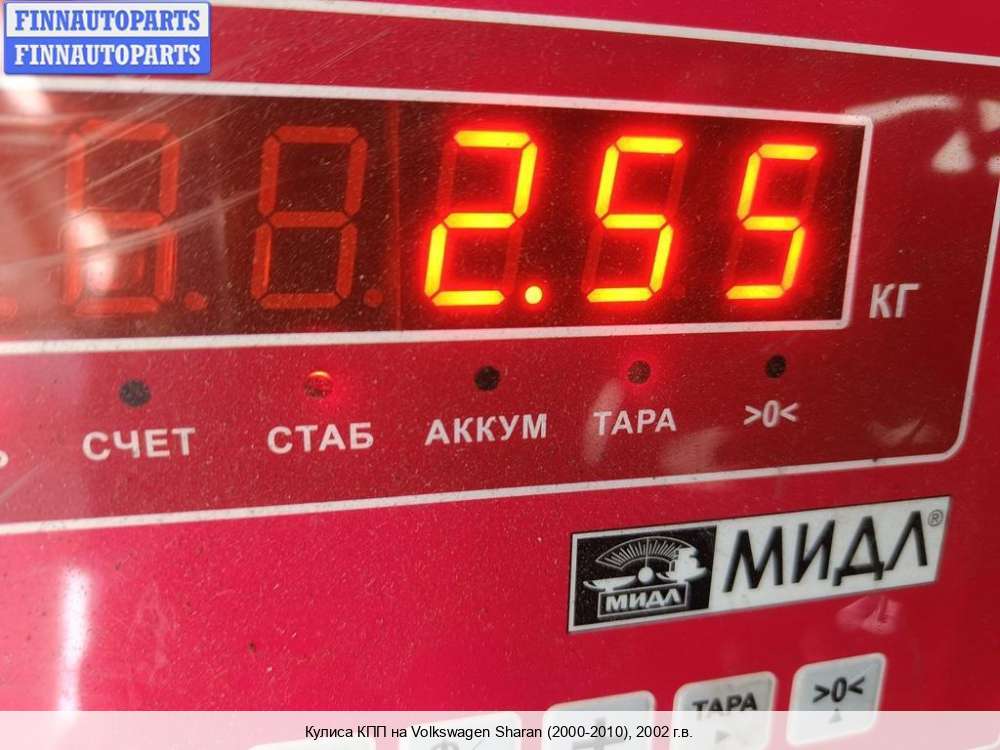 FINNAUTOPARTS
FINNAUTOPARTS
2.55
КГ
СЧЕТ
СТАБ
АККУМ
ТАРА
>0<
МИДЛ
МИДЛ®
ТАРА
>0<
Кулиса КПП на Volkswagen Sharan (2000-2010), 2002 г.в.